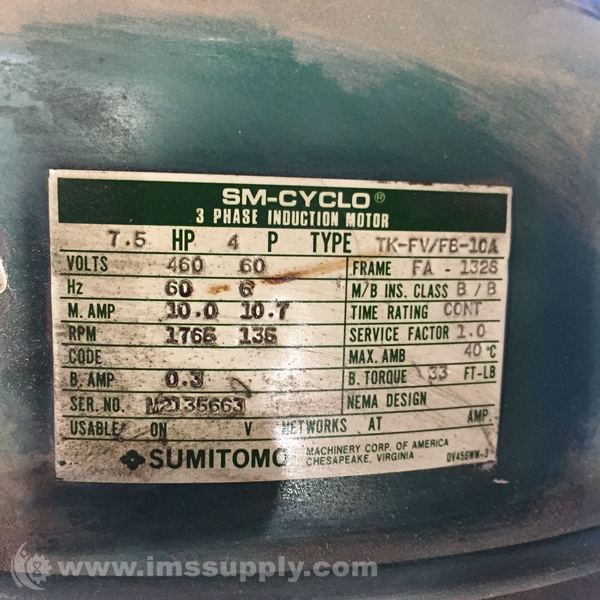 SM-CYCLO®
3 PHASE INDUCTION MOTOR
7.5 HP 4 P TYPE TK-FV/FB-10A
VOLTS 460 60 FRAME FA - 132S
Hz 60 6 M/B INS. CLASS B / B
M. AMP 10.0 10.7 TIME RATING CONT
RPM 1765 135 SERVICE FACTOR 1.0
CODE MAX. AMB 40 °C
B. AMP 0.3 B. TORQUE 33 FT-LB
SER. NO. M2135663 NEMA DESIGN
USABLE ON V NETWORKS AT AMP
SUMITOMO MACHINERY CORP. OF AMERICA
CHESAPEAKE, VIRGINIA DV456WW-3
www.imssupply.com